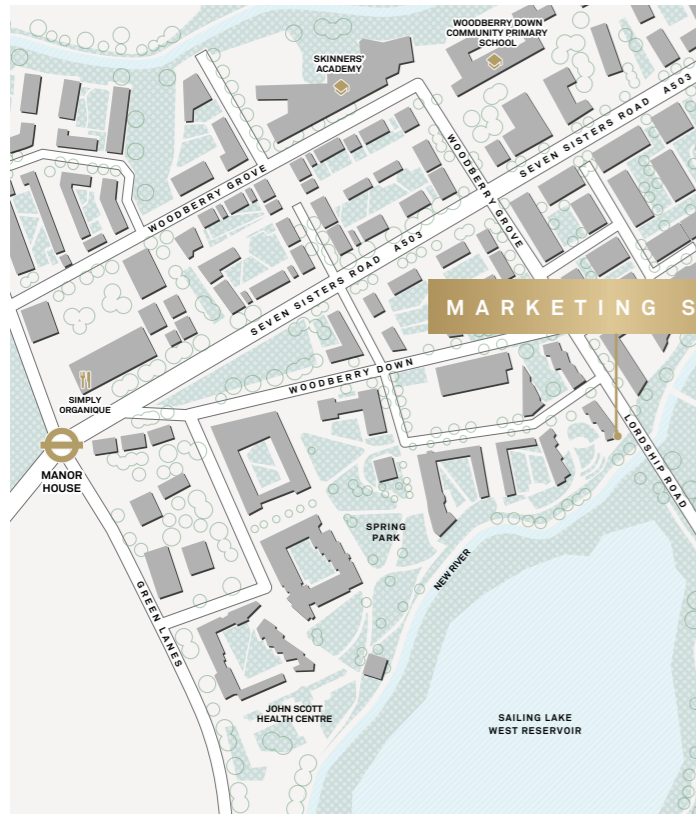 WOODBERRY DOWN
COMMUNITY PRIMARY
SCHOOL
SKINNERS'
ACADEMY
SEVEN SISTERS ROAD A503
WOODBERRY GROVE
WOODBERRY GROVE
SEVEN SISTERS ROAD A503
MARKETING S
WOODBERRY DOWN
SIMPLY
ORGANIQUE
LORDSHIP ROAD
MANOR
HOUSE
SPRING
PARK
NEW RIVER
GREEN LANES
JOHN SCOTT
HEALTH CENTRE
SAILING LAKE
WEST RESERVOIR